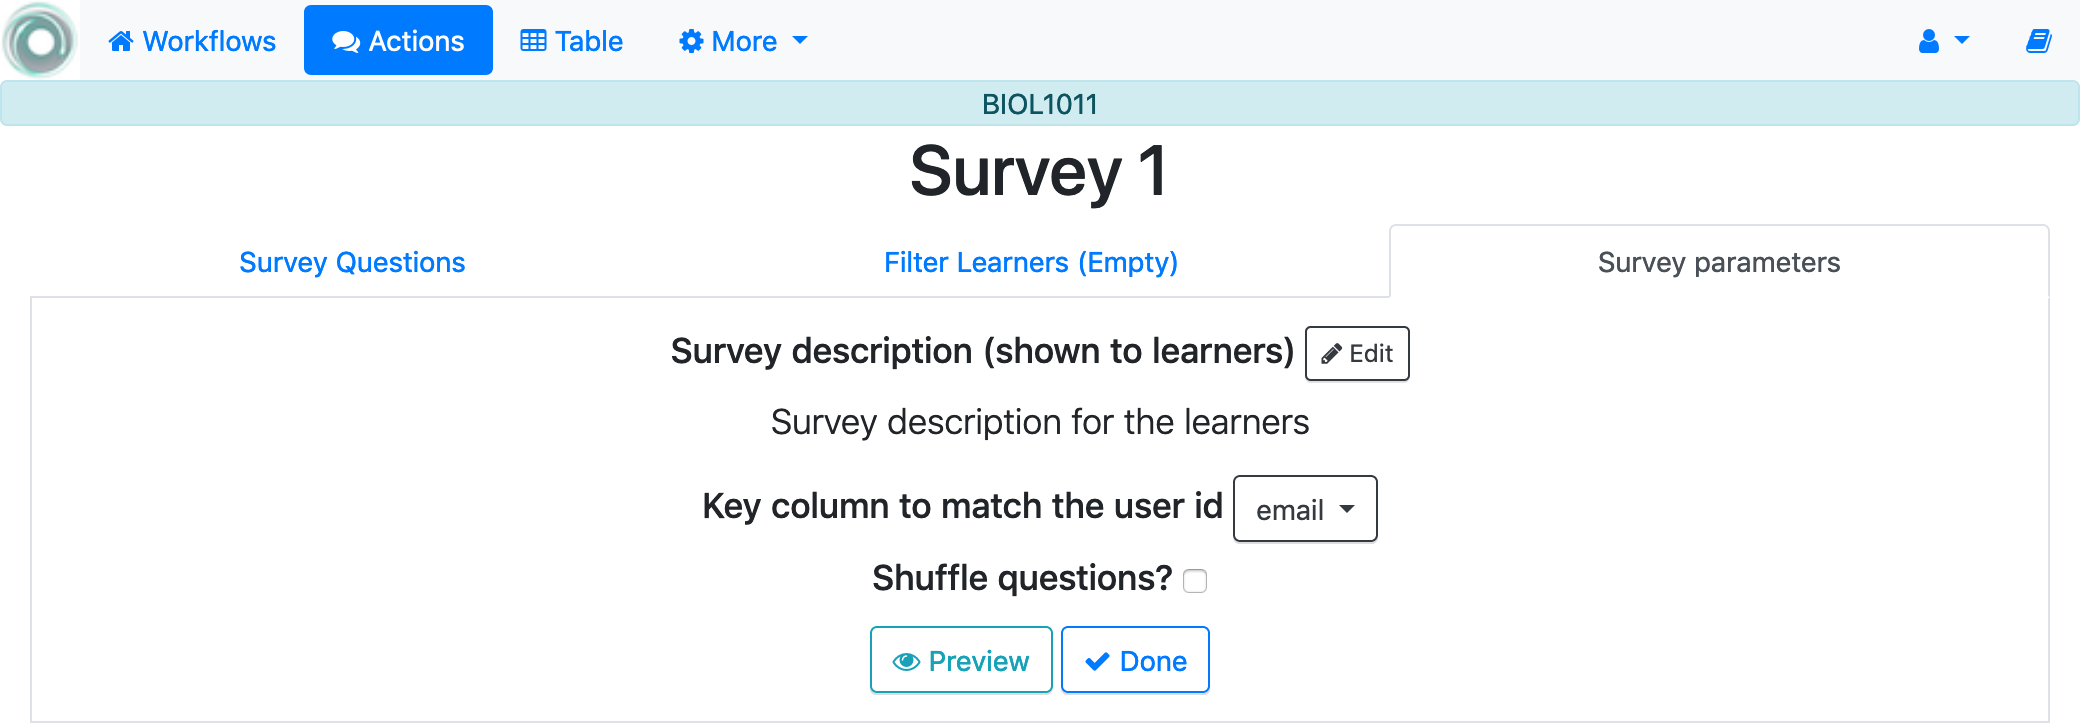 Workflows Actions Table More
BIOL1011
Survey 1
Survey Questions Filter Learners (Empty) Survey parameters
Survey description (shown to learners) Edit
Survey description for the learners
Key column to match the user id email
Shuffle questions?
Preview Done